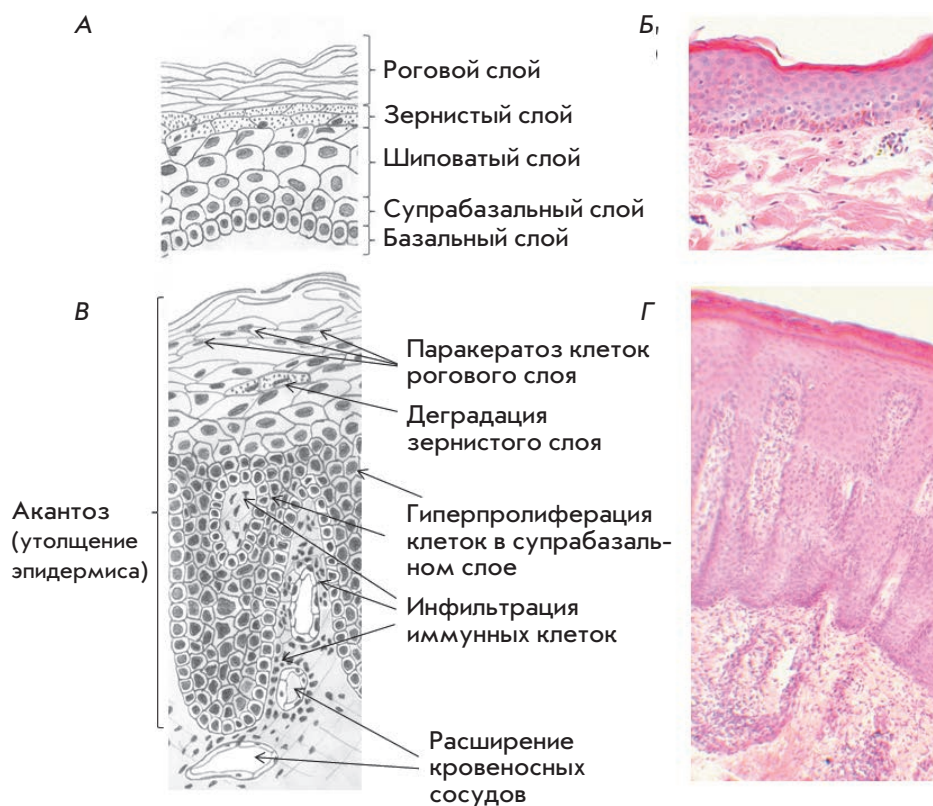 А
Б
Роговой слой
Зернистый слой
Шиповатый слой
Супрабазальный слой
Базальный слой
В
Г
Паракератоз клеток
рогового слоя
Деградация
зернистого слоя
Акантоз
(утолщение
эпидермиса)
Гиперпролиферация
клеток в супрабазаль-
ном слое
Инфильтрация
иммунных клеток
Расширение
кровеносных
сосудов